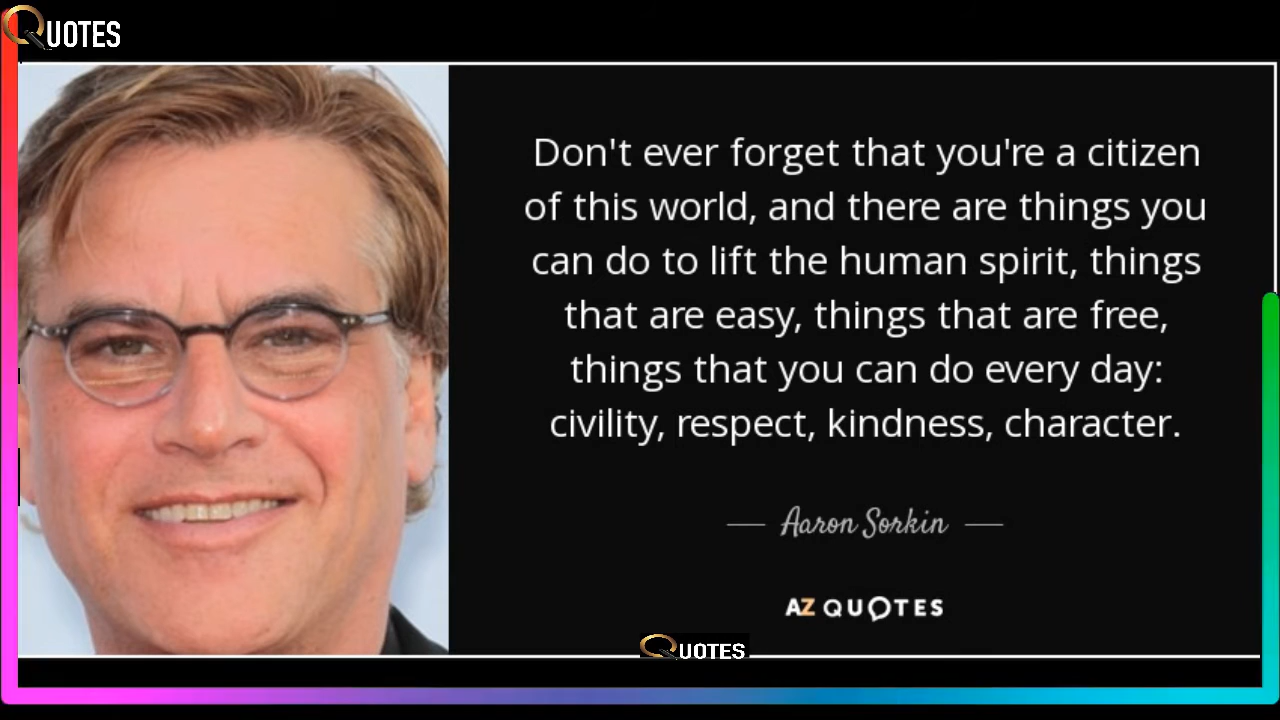 QUOTES
Don't ever forget that you're a citizen
of this world, and there are things you
can do to lift the human spirit, things
that are easy, things that are free,
things that you can do every day:
civility, respect, kindness, character.
Aaron Sorkin
AZ QUOTES
QUOTES